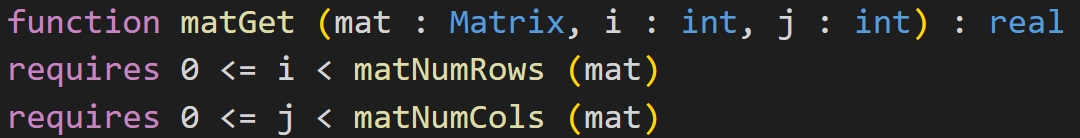 function matGet (mat : Matrix, i : int, j : int) : real
requires 0 <= i < matNumRows (mat)
requires 0 <= j < matNumCols (mat)